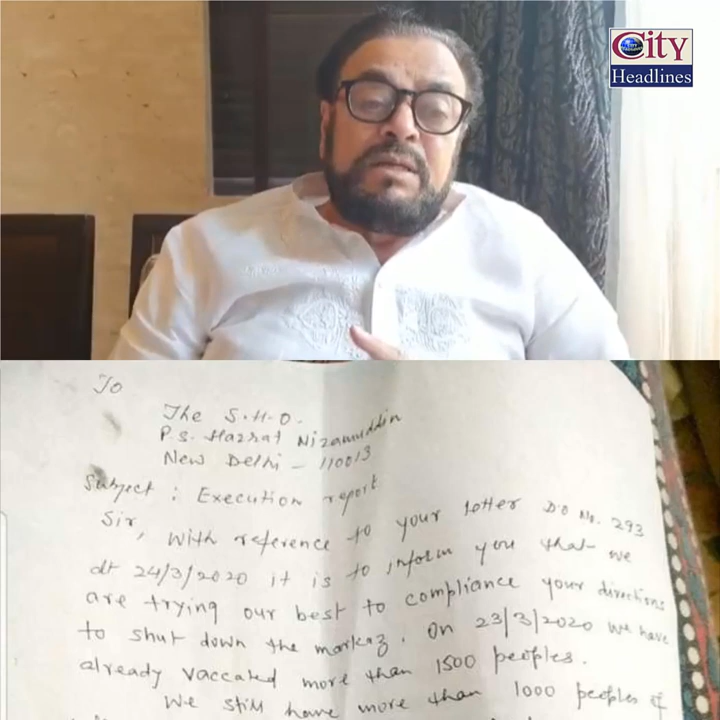 City
Headlines
To
The S.H.O.
P.S. Hazrat Nizamuddin
New Delhi - 110013
Subject : Execution report
Sir, With reference to your letter D.O No. 293
dt 24/3/2020 it is to inform you that we
are trying our best to compliance your directions
to shut down the markaz. On 23/3/2020 we have
already vaccated more than 1500 peoples.
We still have more than 1000 peoples of